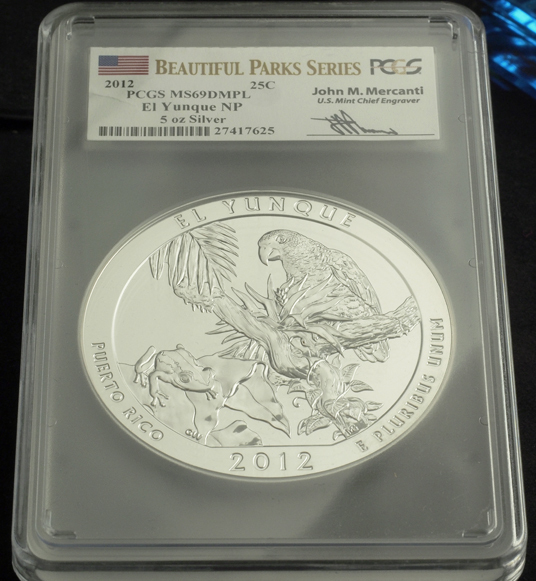 BEAUTIFUL PARKS SERIES PCGS
2012 25C
PCGS MS69DMPL
El Yunque NP
5 oz Silver
27417625
John M. Mercanti
U.S. Mint Chief Engraver
EL YUNQUE
PUERTO RICO
E PLURIBUS UNUM
2012